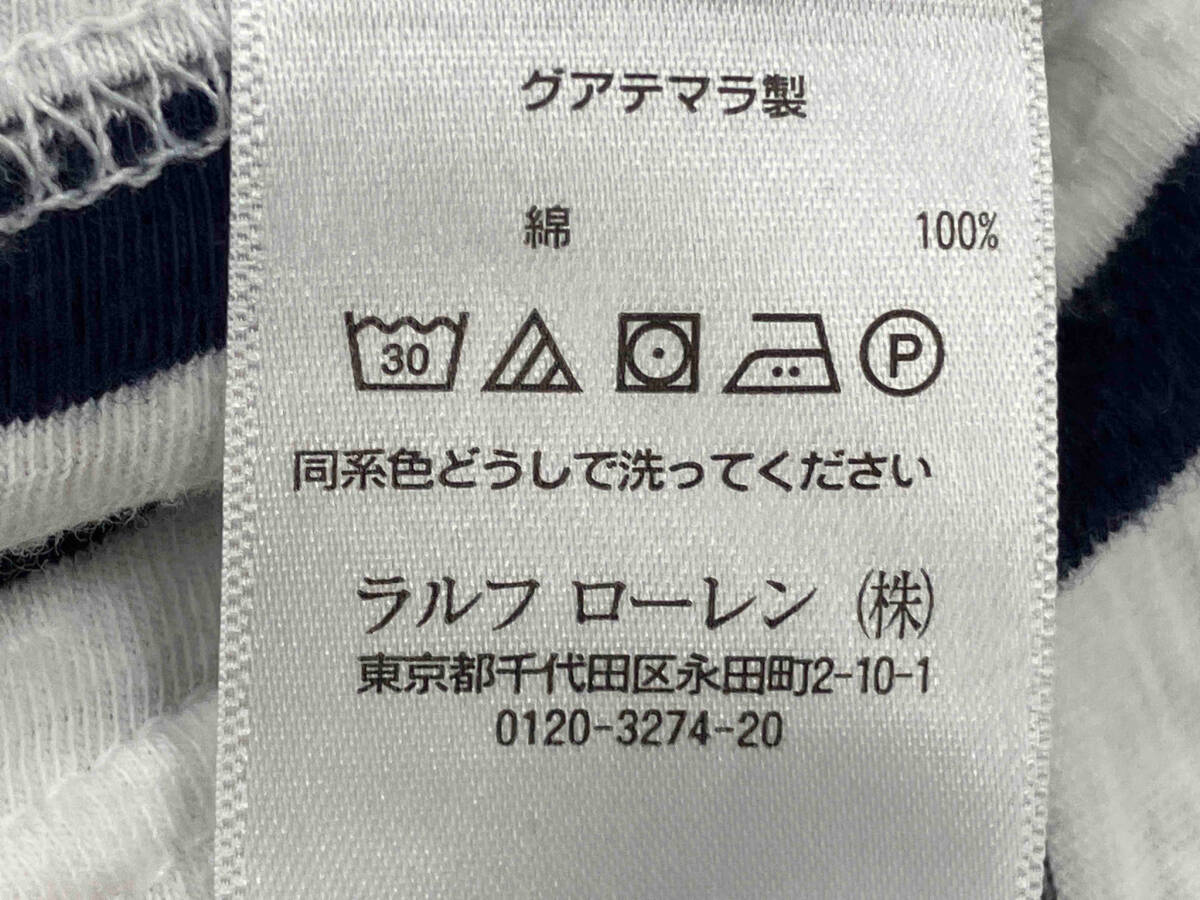 グアテマラ製
綿 100%
30 P
同系色どうしで洗ってください
ラルフ ローレン (株)
東京都千代田区永田町2-10-1
0120-3274-20